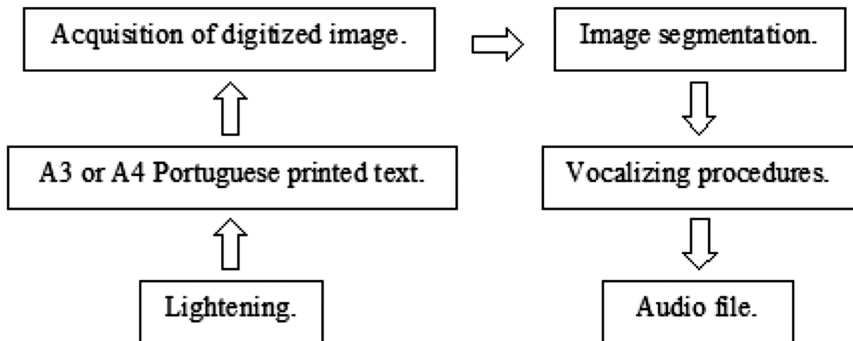 Acquisition of digitized image.
Image segmentation.
A3 or A4 Portuguese printed text.
Vocalizing procedures.
Lightening.
Audio file.